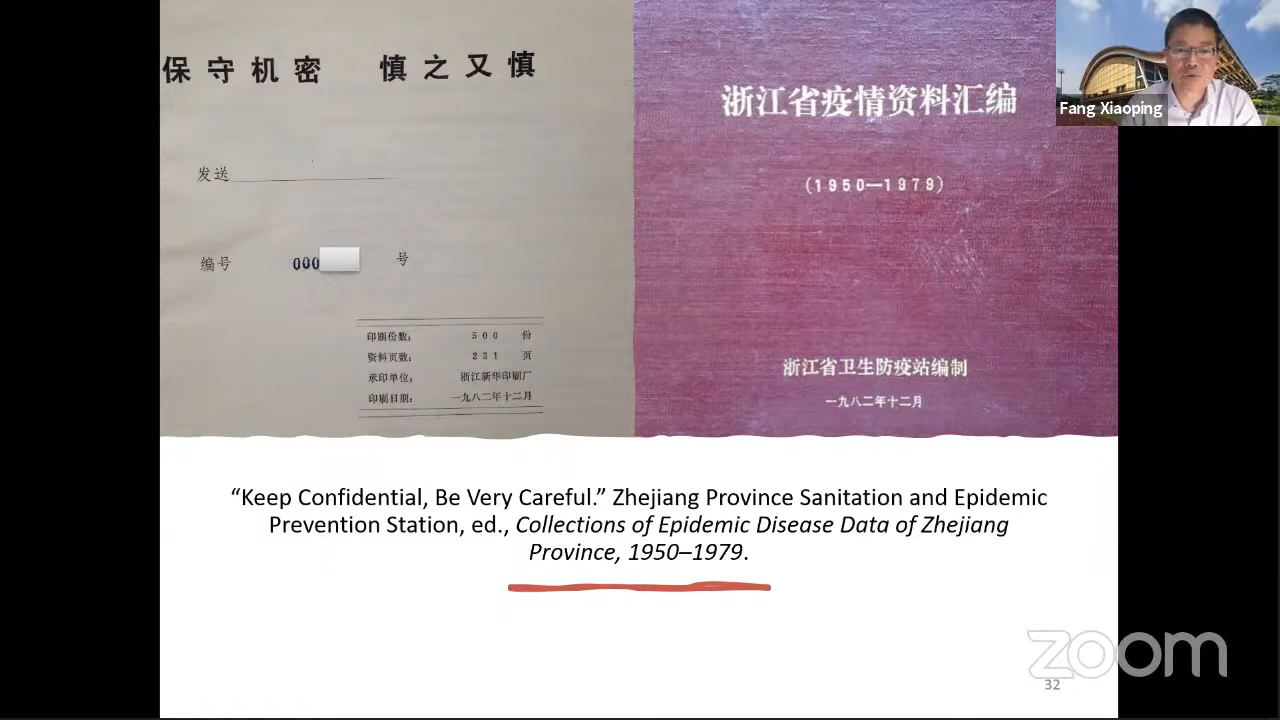 保守机密 慎之又慎
发送
编号 000 号
印刷份数: 500 份
资料页数: 231 页
承印单位: 浙江新华印刷厂
印刷日期: 一九八二年十二月
浙江省疫情资料汇编
(1950—1979)
浙江省卫生防疫站编制
一九八二年十二月
Fang Xiaoping
“Keep Confidential, Be Very Careful.” Zhejiang Province Sanitation and Epidemic
Prevention Station, ed., Collections of Epidemic Disease Data of Zhejiang
Province, 1950–1979.
zoom
32